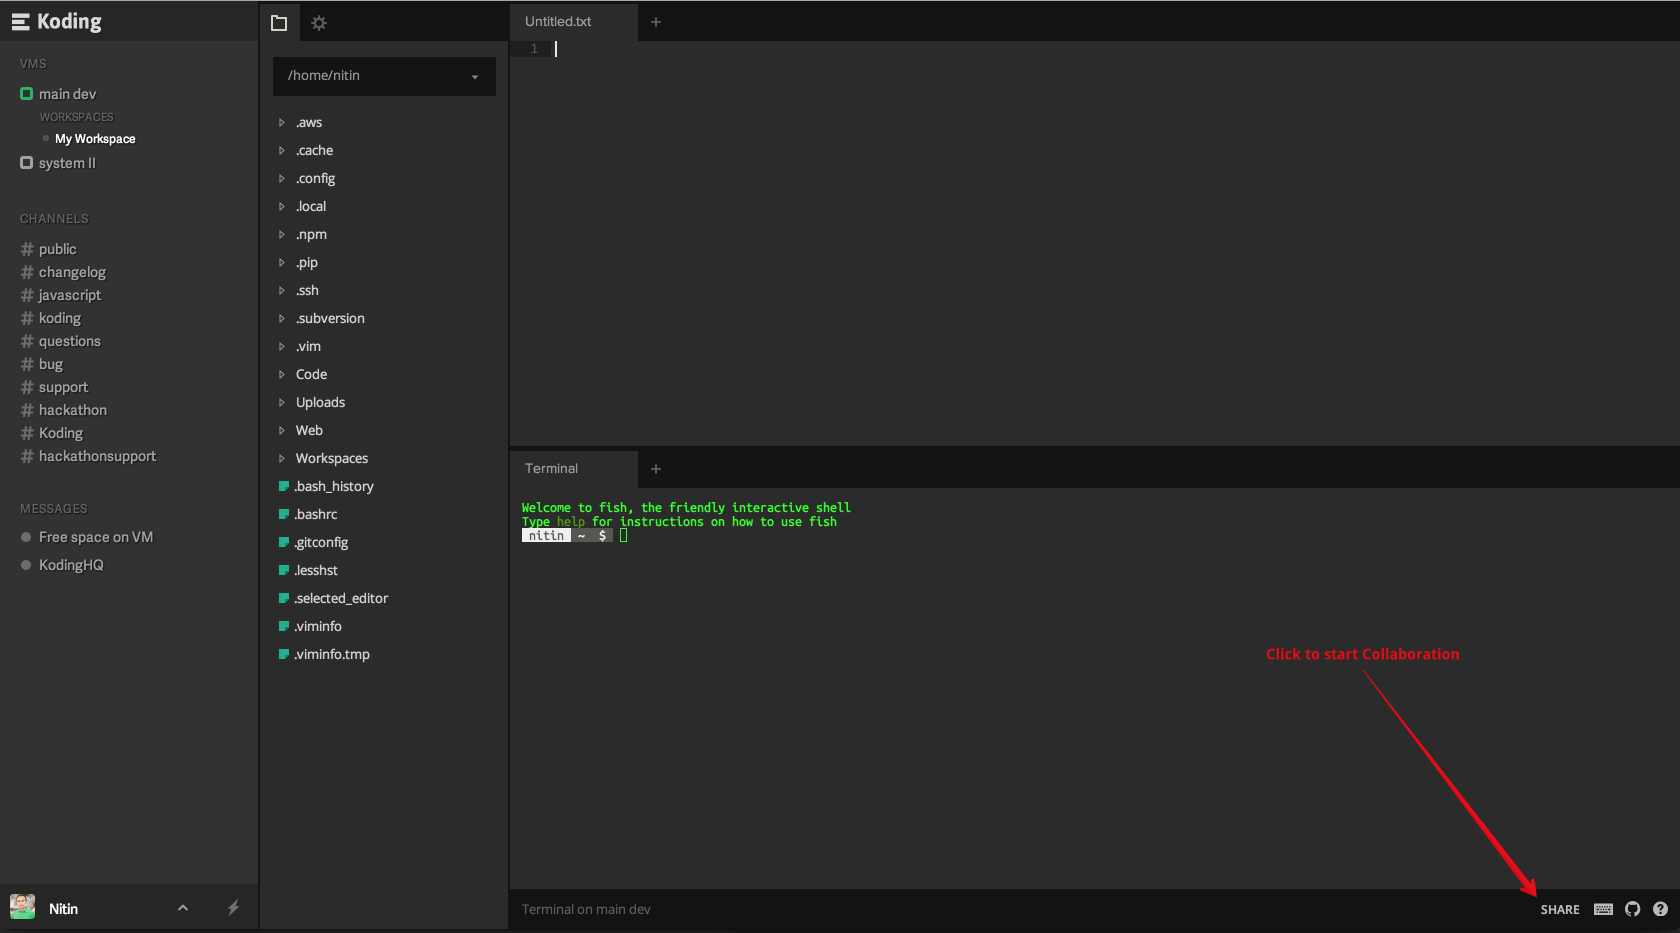 Koding
VMS
main dev
WORKSPACES
My Workspace
system II
CHANNELS
# public
# changelog
# javascript
# koding
# questions
# bug
# support
# hackathon
# Koding
# hackathonsupport
MESSAGES
Free space on VM
KodingHQ
Nitin
/home/nitin
.aws
.cache
.config
.local
.npm
.pip
.ssh
.subversion
.vim
Code
Uploads
Web
Workspaces
.bash_history
.bashrc
.gitconfig
.lesshst
.selected_editor
.viminfo
.viminfo.tmp
Untitled.txt +
1
Terminal +
Welcome to fish, the friendly interactive shell
Type help for instructions on how to use fish
nitin ~ $
Click to start Collaboration
Terminal on main dev
SHARE ?